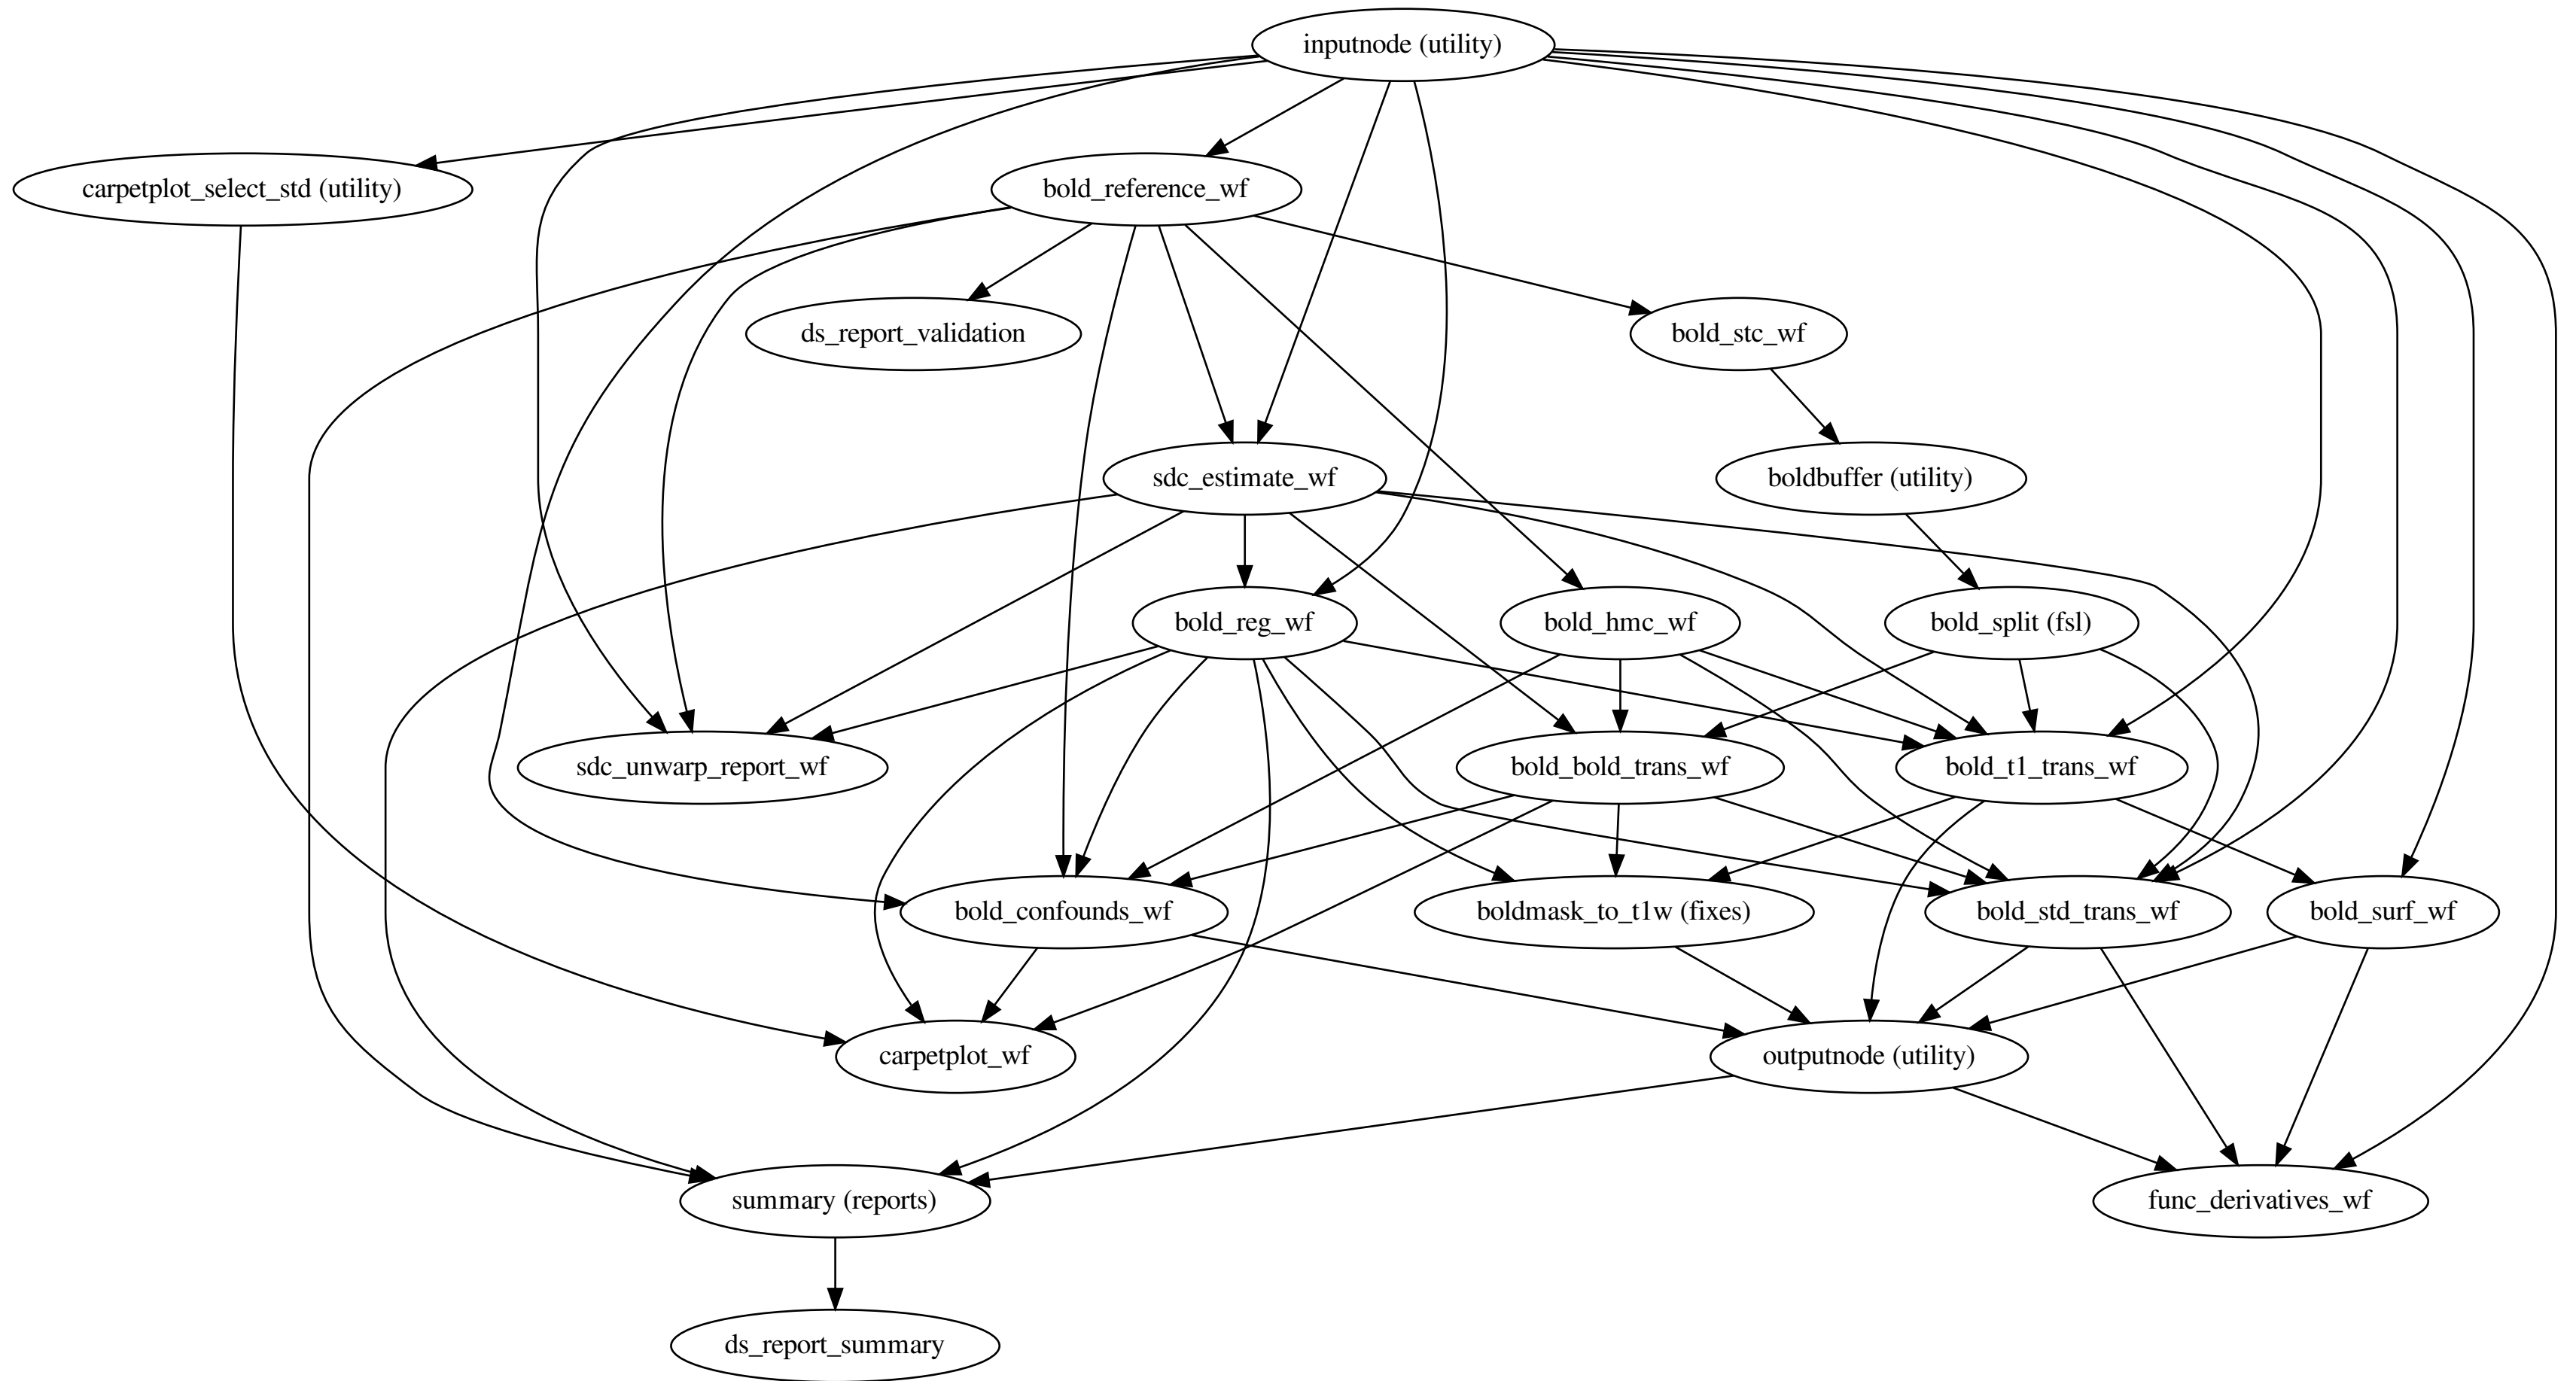 inputnode (utility)
carpetplot_select_std (utility)
bold_reference_wf
ds_report_validation
bold_stc_wf
sdc_estimate_wf
boldbuffer (utility)
bold_reg_wf
bold_hmc_wf
bold_split (fsl)
sdc_unwarp_report_wf
bold_bold_trans_wf
bold_t1_trans_wf
bold_confounds_wf
boldmask_to_t1w (fixes)
bold_std_trans_wf
bold_surf_wf
carpetplot_wf
outputnode (utility)
summary (reports)
func_derivatives_wf
ds_report_summary